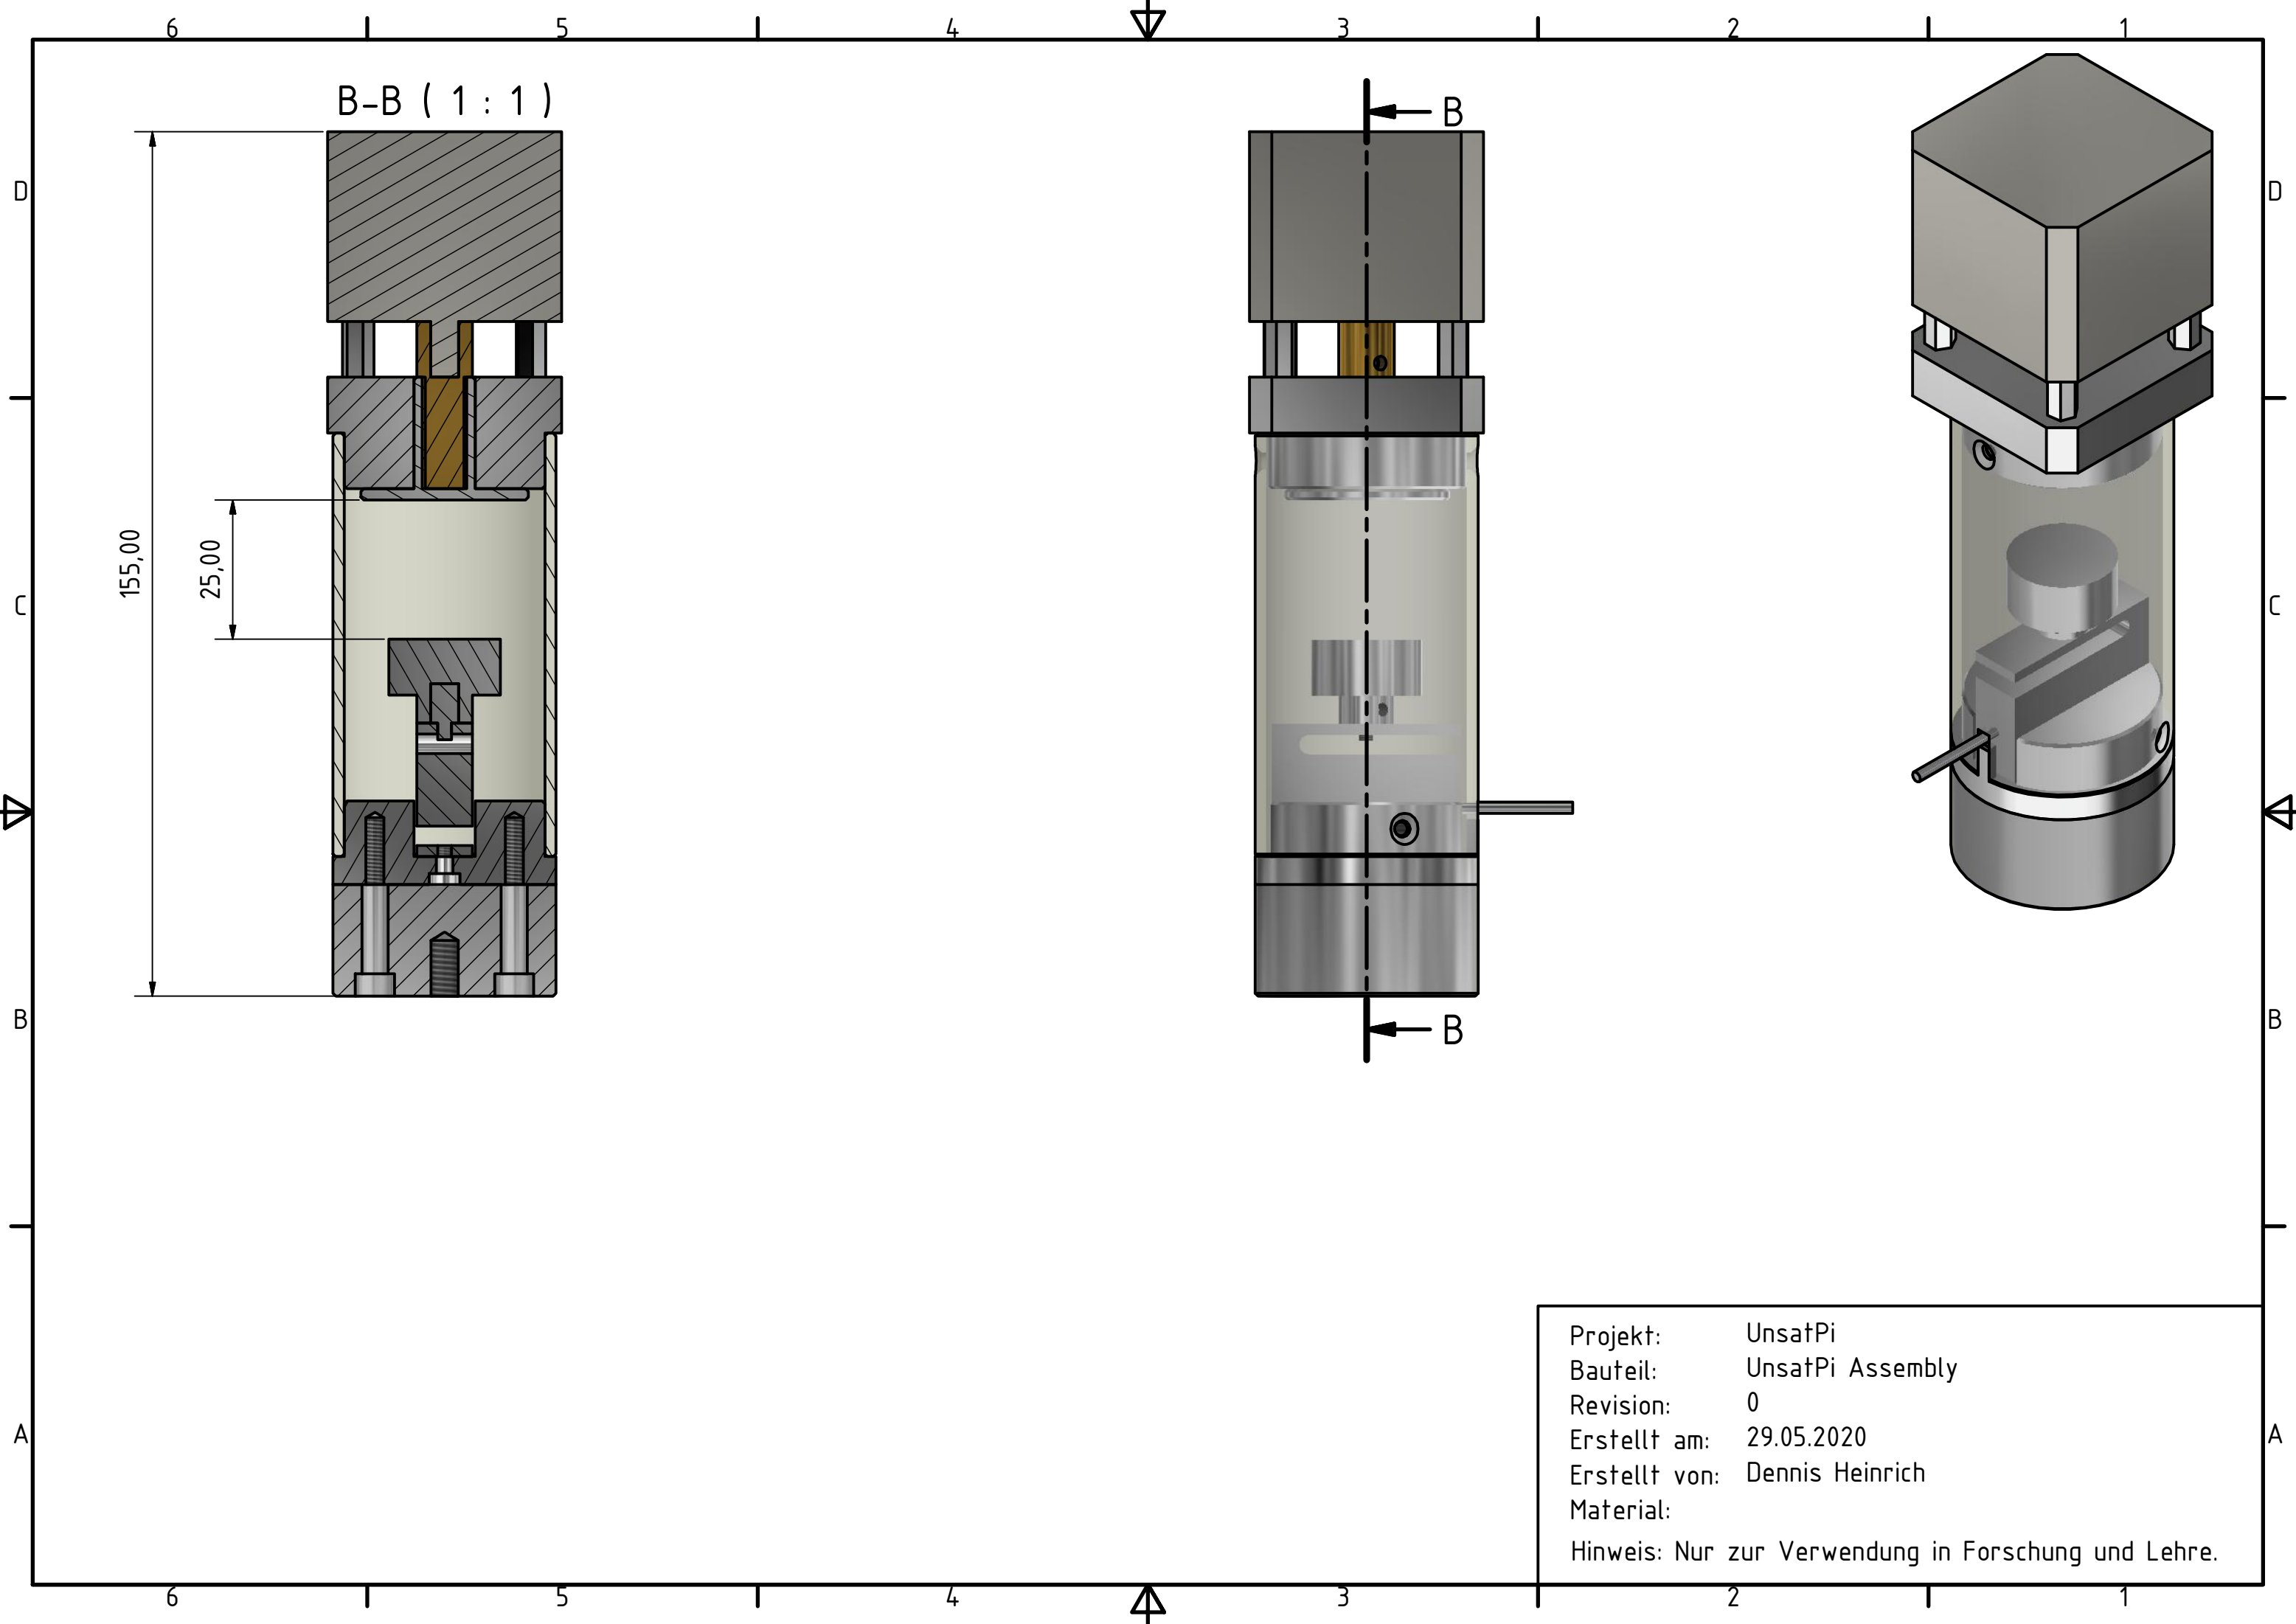 6 5 4 3 2 1
B-B ( 1 : 1 )
B
D D
155,00
25,00
C C
B
B B
Projekt: UnsatPi
Bauteil: UnsatPi Assembly
Revision: 0
Erstellt am: 29.05.2020
Erstellt von: Dennis Heinrich
Material:
Hinweis: Nur zur Verwendung in Forschung und Lehre.
A A
6 5 4 3 2 1